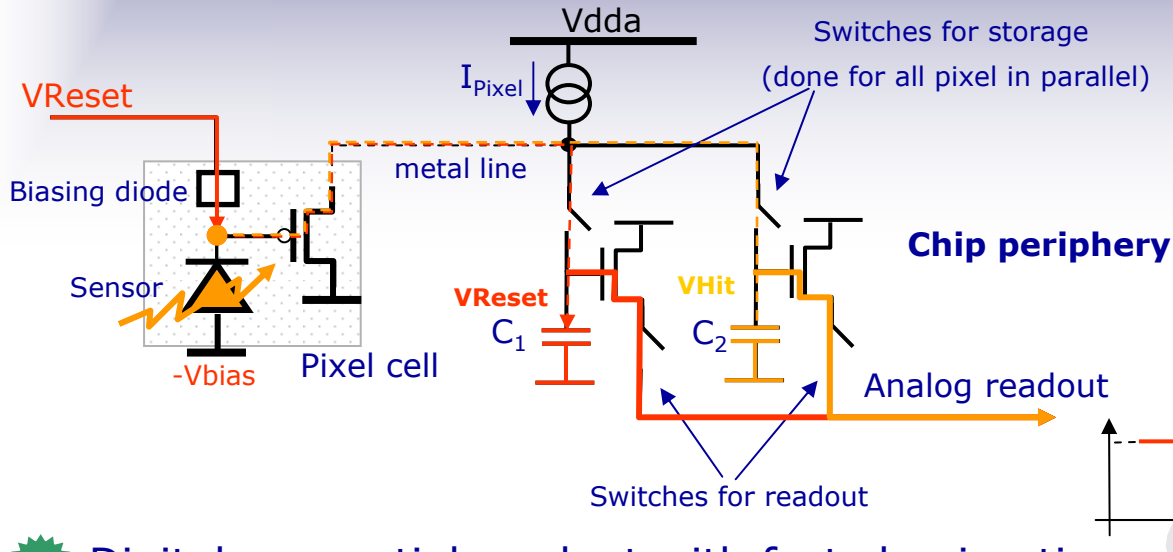 Vdda
Switches for storage
(done for all pixel in parallel)
I_Pixel
VReset
metal line
Biasing diode
Chip periphery
Sensor
VReset
VHit
C1
C2
-Vbias
Pixel cell
Analog readout
Switches for readout